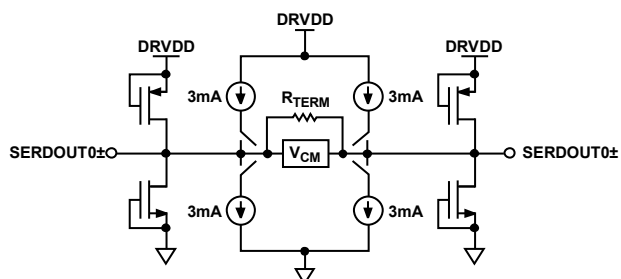 DRVDD
DRVDD
DRVDD
3mA
RTERM
3mA
SERDOUT0±
VCM
SERDOUT0±
3mA
3mA